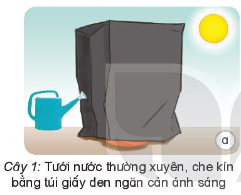 a
Cây 1: Tưới nước thường xuyên, che kín
bằng túi giấy đen ngăn cản ánh sáng